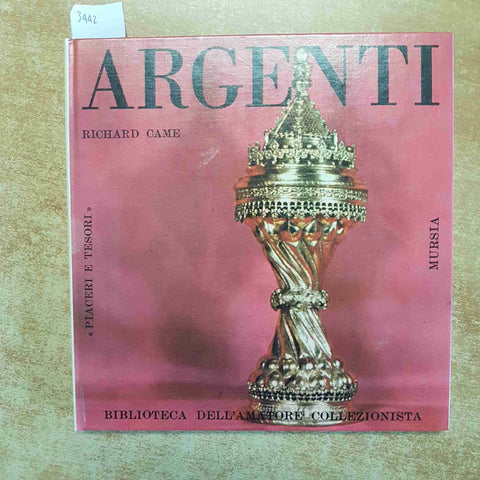 3442
ARGENTI
RICHARD CAME
« PIACERI E TESORI »
MURSIA
BIBLIOTECA DELL'AMATORE COLLEZIONISTA